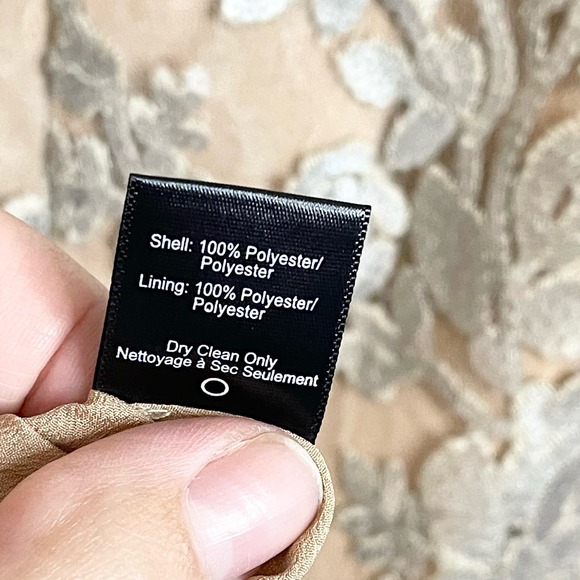 Shell: 100% Polyester/
Polyester
Lining: 100% Polyester/
Polyester
Dry Clean Only
Nettoyage à Sec Seulement